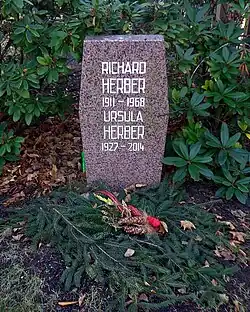 RICHARD
HERBER
1911 – 1968
URSULA
HERBER
1927 – 2014